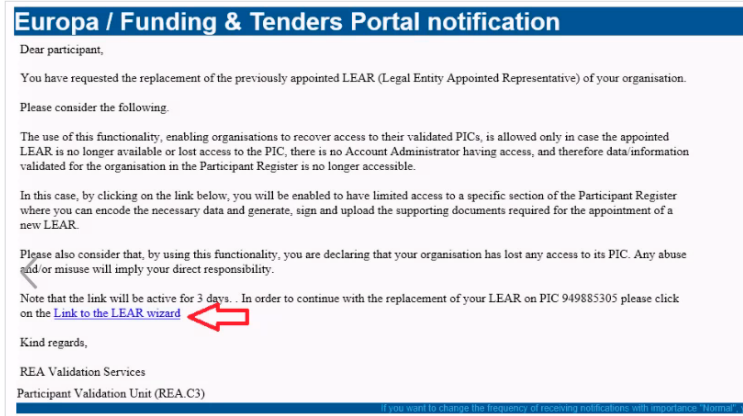 Europa / Funding & Tenders Portal notification
Dear participant,
You have requested the replacement of the previously appointed LEAR (Legal Entity Appointed Representative) of your organisation.
Please consider the following.
The use of this functionality, enabling organisations to recover access to their validated PICs, is allowed only in case the appointed
LEAR is no longer available or lost access to the PIC, there is no Account Administrator having access, and therefore data/information
validated for the organisation in the Participant Register is no longer accessible.
In this case, by clicking on the link below, you will be enabled to have limited access to a specific section of the Participant Register
where you can encode the necessary data and generate, sign and upload the supporting documents required for the appointment of a
new LEAR.
Please also consider that, by using this functionality, you are declaring that your organisation has lost any access to its PIC. Any abuse
and/or misuse will imply your direct responsibility.
Note that the link will be active for 3 days. . In order to continue with the replacement of your LEAR on PIC 949885305 please click
on the Link to the LEAR wizard
Kind regards,
REA Validation Services
Participant Validation Unit (REA.C3)
If you want to change the frequency of receiving notifications with importance "Normal",